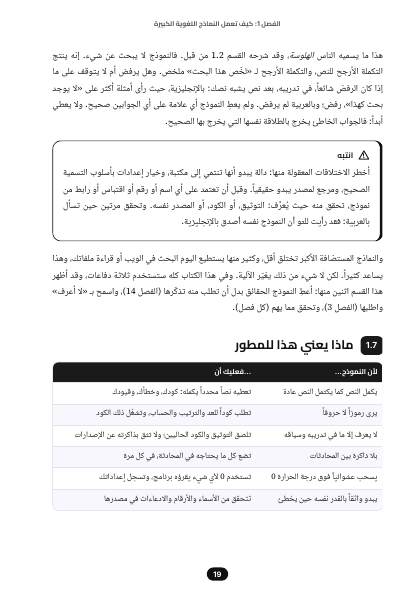 الفصل 1: كيف تعمل النماذج اللغوية الكبيرة
هذا ما يسميه الناس الهلوسة، وقد شرحه القسم 1.2 من قبل. فالنموذج لا يبحث عن شيء. إنه ينتج
التكملة الأرجح للنص، والتكملة الأرجح لـ «لخّص هذا البحث» ملخص. وهل يرفض أم لا يتوقف على ما
إذا كان الرفض شائعاً، في تدريبه، بعد نص يشبه نصك: بالإنجليزية، حيث رأى أمثلة أكثر على «لا يوجد
بحث كهذا»، رفض؛ وبالعربية لم يرفض. ولم يعطِ النموذج أي علامة على أي الجوابين صحيح. ولا يعطي
أبداً: فالجواب الخاطئ يخرج بالطلاقة نفسها التي يخرج بها الصحيح.
انتبه
أخطر الاختلاقات المعقولة منها: دالة يبدو أنها تنتمي إلى مكتبة، وخيار إعدادات بأسلوب التسمية
الصحيح، ومرجع لمصدر يبدو حقيقياً. وقبل أن تعتمد على أي اسم أو رقم أو اقتباس أو رابط من
نموذج، تحقق منه حيث يُعرَّف: التوثيق، أو الكود، أو المصدر نفسه. وتحقق مرتين حين تسأل
بالعربية: فقد رأيت للتو أن النموذج نفسه أصدق بالإنجليزية.
والنماذج المستضافة الأكبر تختلق أقل، وكثير منها يستطيع اليوم البحث في الويب أو قراءة ملفاتك، وهذا
يساعد كثيراً. لكن لا شيء من ذلك يغيّر الآلية. وفي هذا الكتاب كله ستستخدم ثلاثة دفاعات، وقد أظهر
هذا القسم اثنين منها: أعطِ النموذج الحقائق بدل أن تطلب منه تذكّرها (الفصل 14)، واسمح بـ «لا أعرف»
واطلبها (الفصل 3)، وتحقق مما يهم (كل فصل).
1.7 ماذا يعني هذا للمطور
لأن النموذج... ...فعليك أن
يكمل النص كما يكتمل النص عادة تعطيه نصاً محدداً يكمله: كودك، وخطأك، وقيودك
يرى رموزاً لا حروفاً تطلب كوداً للعد والترتيب والحساب، وتشغّل ذلك الكود
لا يعرف إلا ما في تدريبه وسياقه تلصق التوثيق والكود الحاليين؛ ولا تثق بذاكرته عن الإصدارات
بلا ذاكرة بين المحادثات تضع كل ما يحتاجه في المحادثة، في كل مرة
يسحب عشوائياً فوق درجة الحرارة 0 تستخدم 0 لأي شيء يقرؤه برنامج، وتسجل إعداداتك
يبدو واثقاً بالقدر نفسه حين يخطئ تتحقق من الأسماء والأرقام والادعاءات في مصدرها
19